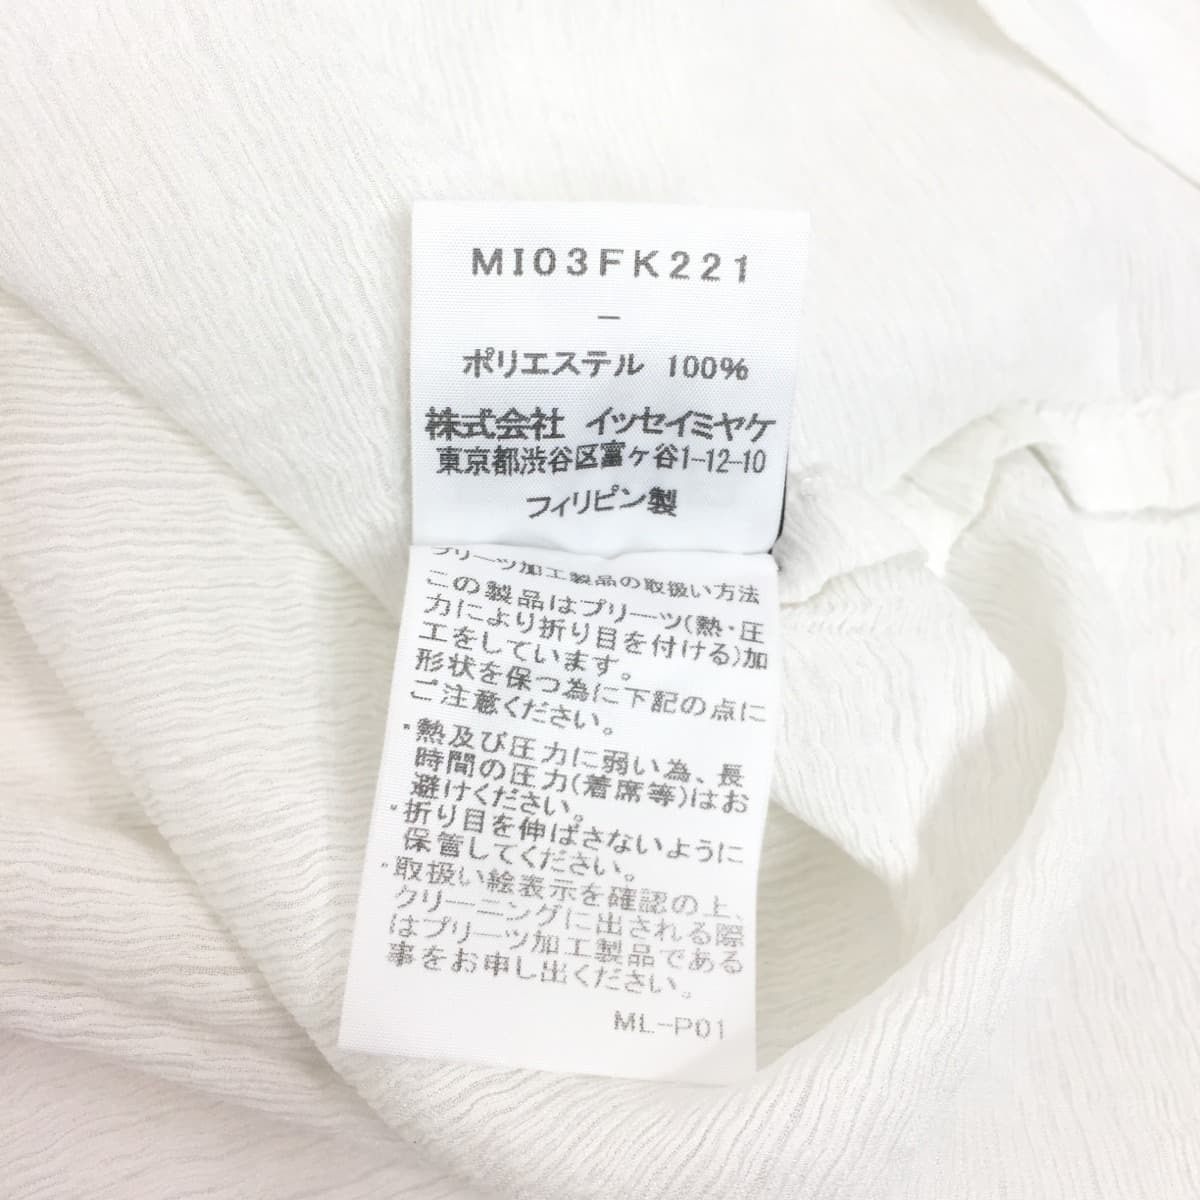 MI03FK221
–
ポリエステル 100%
株式会社 イッセイミヤケ
東京都渋谷区富ヶ谷1-12-10
フィリピン製
プリーツ加工製品の取扱い方法
この製品はプリーツ(熱・圧
力により折り目を付ける)加
工をしています。
形状を保つ為に下記の点に
ご注意ください。
・熱及び圧力に弱い為、長
時間の圧力(着席等)はお
避けください。
・折り目を伸ばさないように
保管してください。
・取扱い絵表示を確認の上、
クリーニングに出される際
はプリーツ加工製品である
事をお申し出ください。
ML-P01